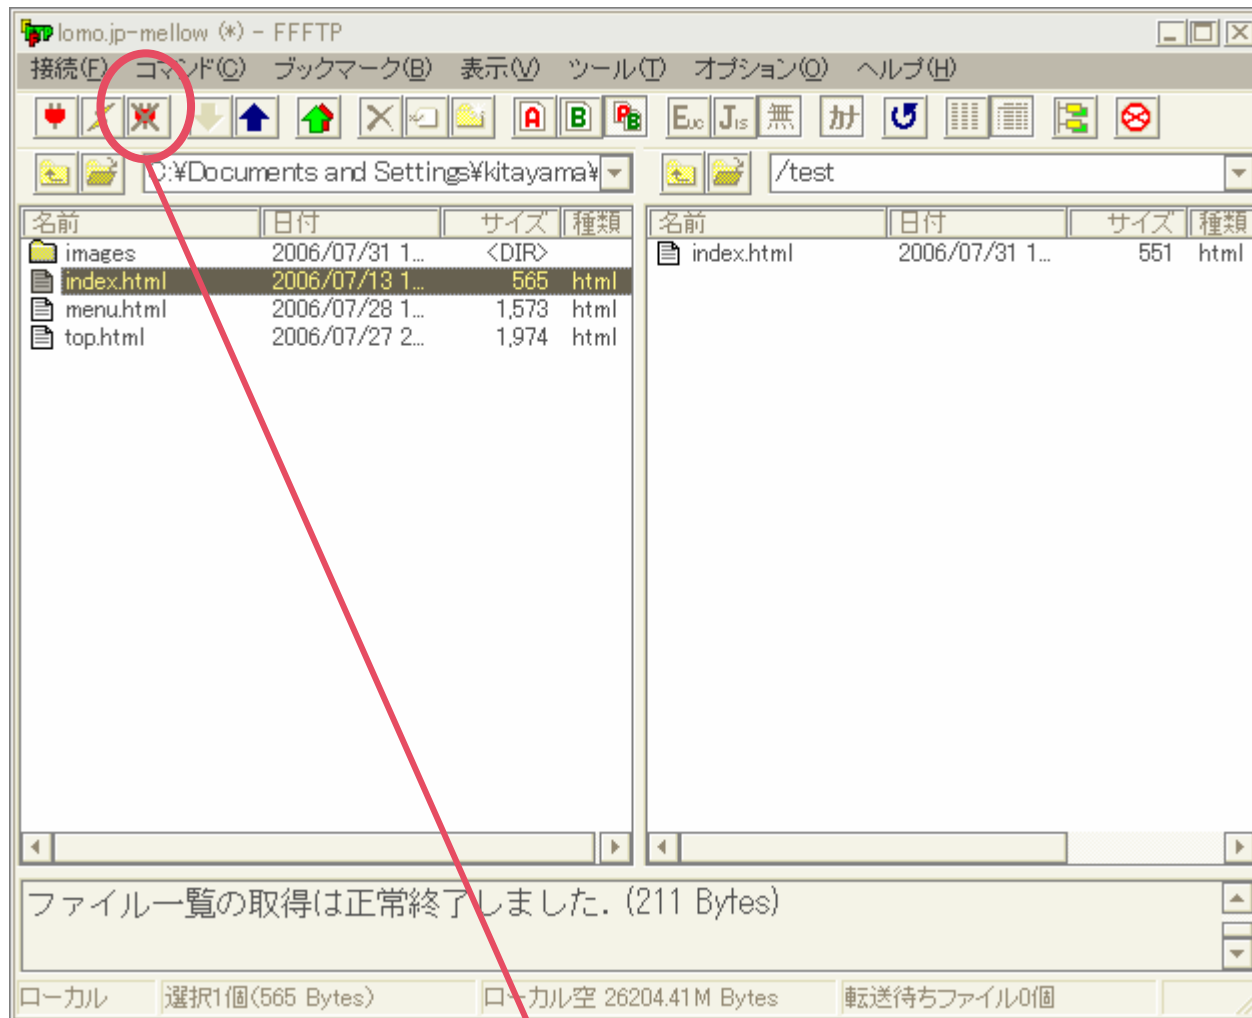 lomo.jp-mellow (*) - FFFTP
接続(F) コマンド(C) ブックマーク(B) 表示(V) ツール(T) オプション(O) ヘルプ(H)
A B PB Euc Jis 無 ｶﾅ
C:¥Documents and Settings¥kitayama¥ /test
名前 日付 サイズ 種類 名前 日付 サイズ 種類
images 2006/07/31 1... <DIR> index.html 2006/07/31 1... 551 html
index.html 2006/07/13 1... 565 html
menu.html 2006/07/28 1... 1,573 html
top.html 2006/07/27 2... 1,974 html
ファイル一覧の取得は正常終了しました. (211 Bytes)
ローカル 選択1個(565 Bytes) ローカル空 26204.41M Bytes 転送待ちファイル0個